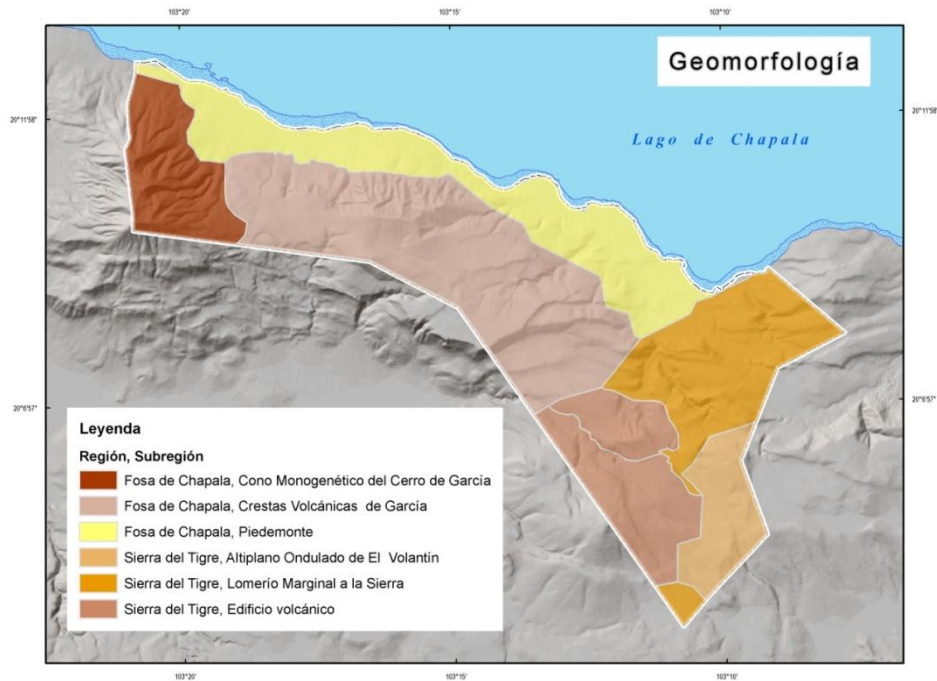 103°20'
103°15'
103°10'
Geomorfología
20°11'58"
20°11'58"
Lago de Chapala
20°6'57"
20°6'57"
Leyenda
Región, Subregión
Fosa de Chapala, Cono Monogenético del Cerro de García
Fosa de Chapala, Crestas Volcánicas de García
Fosa de Chapala, Piedemonte
Sierra del Tigre, Altiplano Ondulado de El Volantín
Sierra del Tigre, Lomerío Marginal a la Sierra
Sierra del Tigre, Edificio volcánico
103°20'
103°15'
103°10'